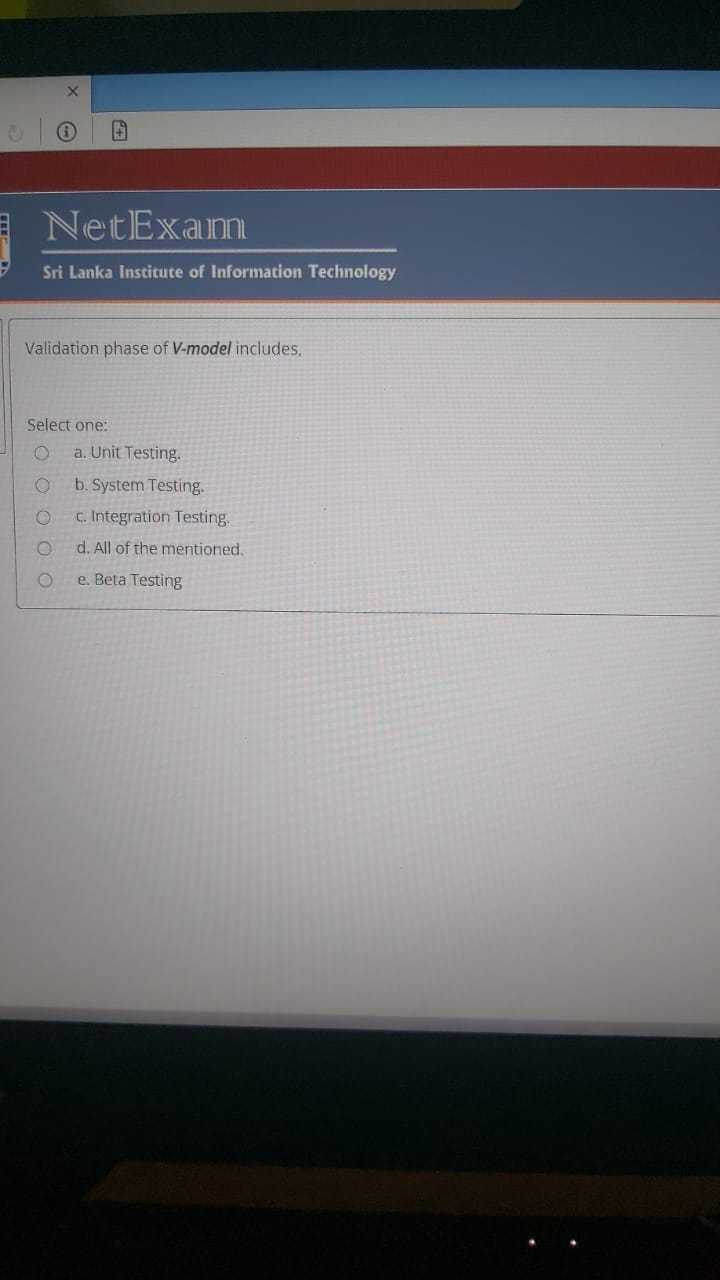 NetExam
Sri Lanka Institute of Information Technology
Validation phase of V-model includes,
Select one:
a. Unit Testing.
b. System Testing.
c. Integration Testing.
d. All of the mentioned.
e. Beta Testing